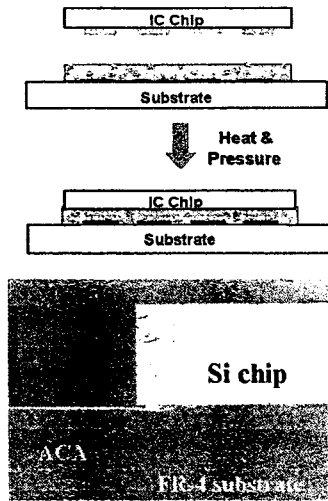 IC Chip
Substrate
Heat &
Pressure
IC Chip
Substrate
Si chip
ACA
FR-4 substrate